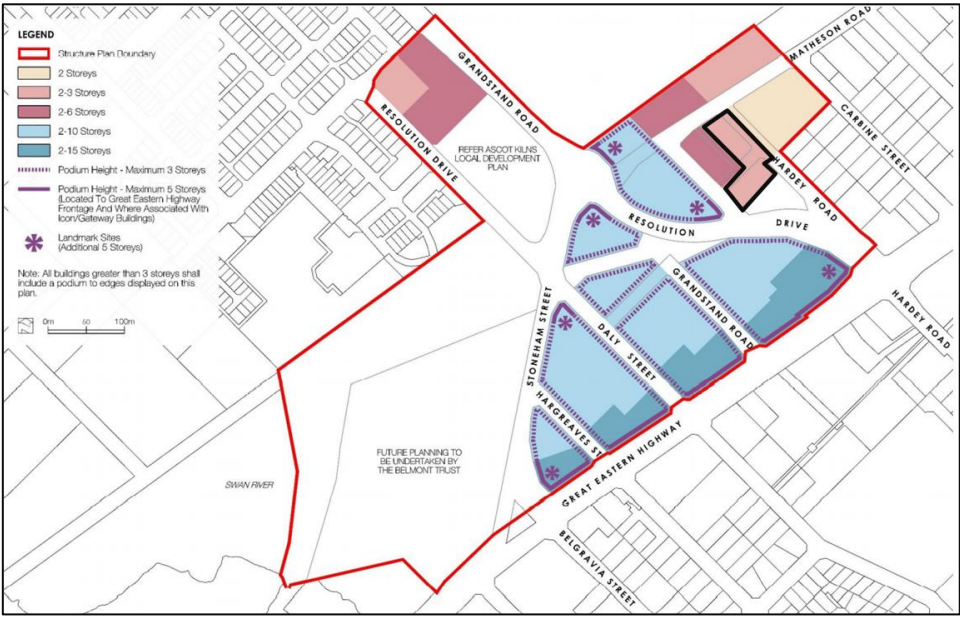 LEGEND
Structure Plan Boundary
2 Storeys
2-3 Storeys
2-6 Storeys
2-10 Storeys
2-15 Storeys
Podium Height - Maximum 3 Storeys
Podium Height - Maximum 5 Storeys
(Located To Great Eastern Highway
Frontage And Where Associated With
Icon/Gateway Buildings)
Landmark Sites
(Additional 5 Storeys)
Note: All buildings greater than 3 storeys shall
include a podium to edges displayed on this
plan.
0m 50 100m
GRANDSTAND ROAD
RESOLUTION DRIVE
REFER ASCOT KILNS
LOCAL DEVELOPMENT
PLAN
MATHESON ROAD
CARBINE STREET
HARDEY ROAD
RESOLUTION DRIVE
GRANDSTAND ROAD
HARDEY ROAD
STONEHAM STREET
DALY STREET
HARGREAVES ST
GREAT EASTERN HIGHWAY
FUTURE PLANNING TO
BE UNDERTAKEN BY
THE BELMONT TRUST
SWAN RIVER
BELGRAVIA STREET